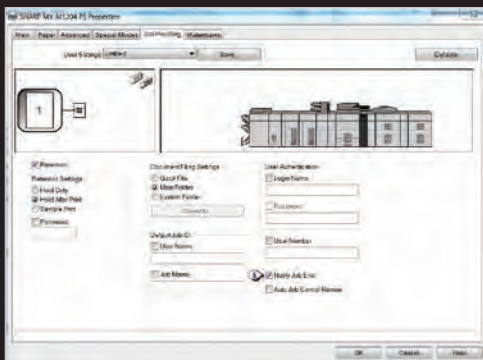 SHARP MX-M1204 PS Properties
Main Paper Advanced Special Modes Job Handling Watermarks
User Settings: Untitled Save Defaults
1
Retention
Retention Settings
Hold Only
Hold After Print
Sample Print
Password
Document Filing Settings
Quick File
Main Folder
Custom Folder
Default Job ID
User Name
Job Name
User Authentication
Login Name
Password
User Number
Notify Job End
Auto Job Control Review
OK Cancel Help